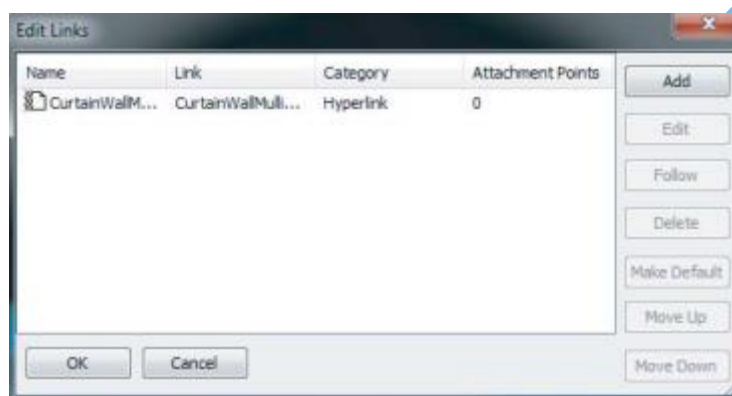 Edit Links
Name Link Category Attachment Points
CurtainWallM... CurtainWallMulli... Hyperlink 0
Add
Edit
Follow
Delete
Make Default
Move Up
Move Down
OK Cancel